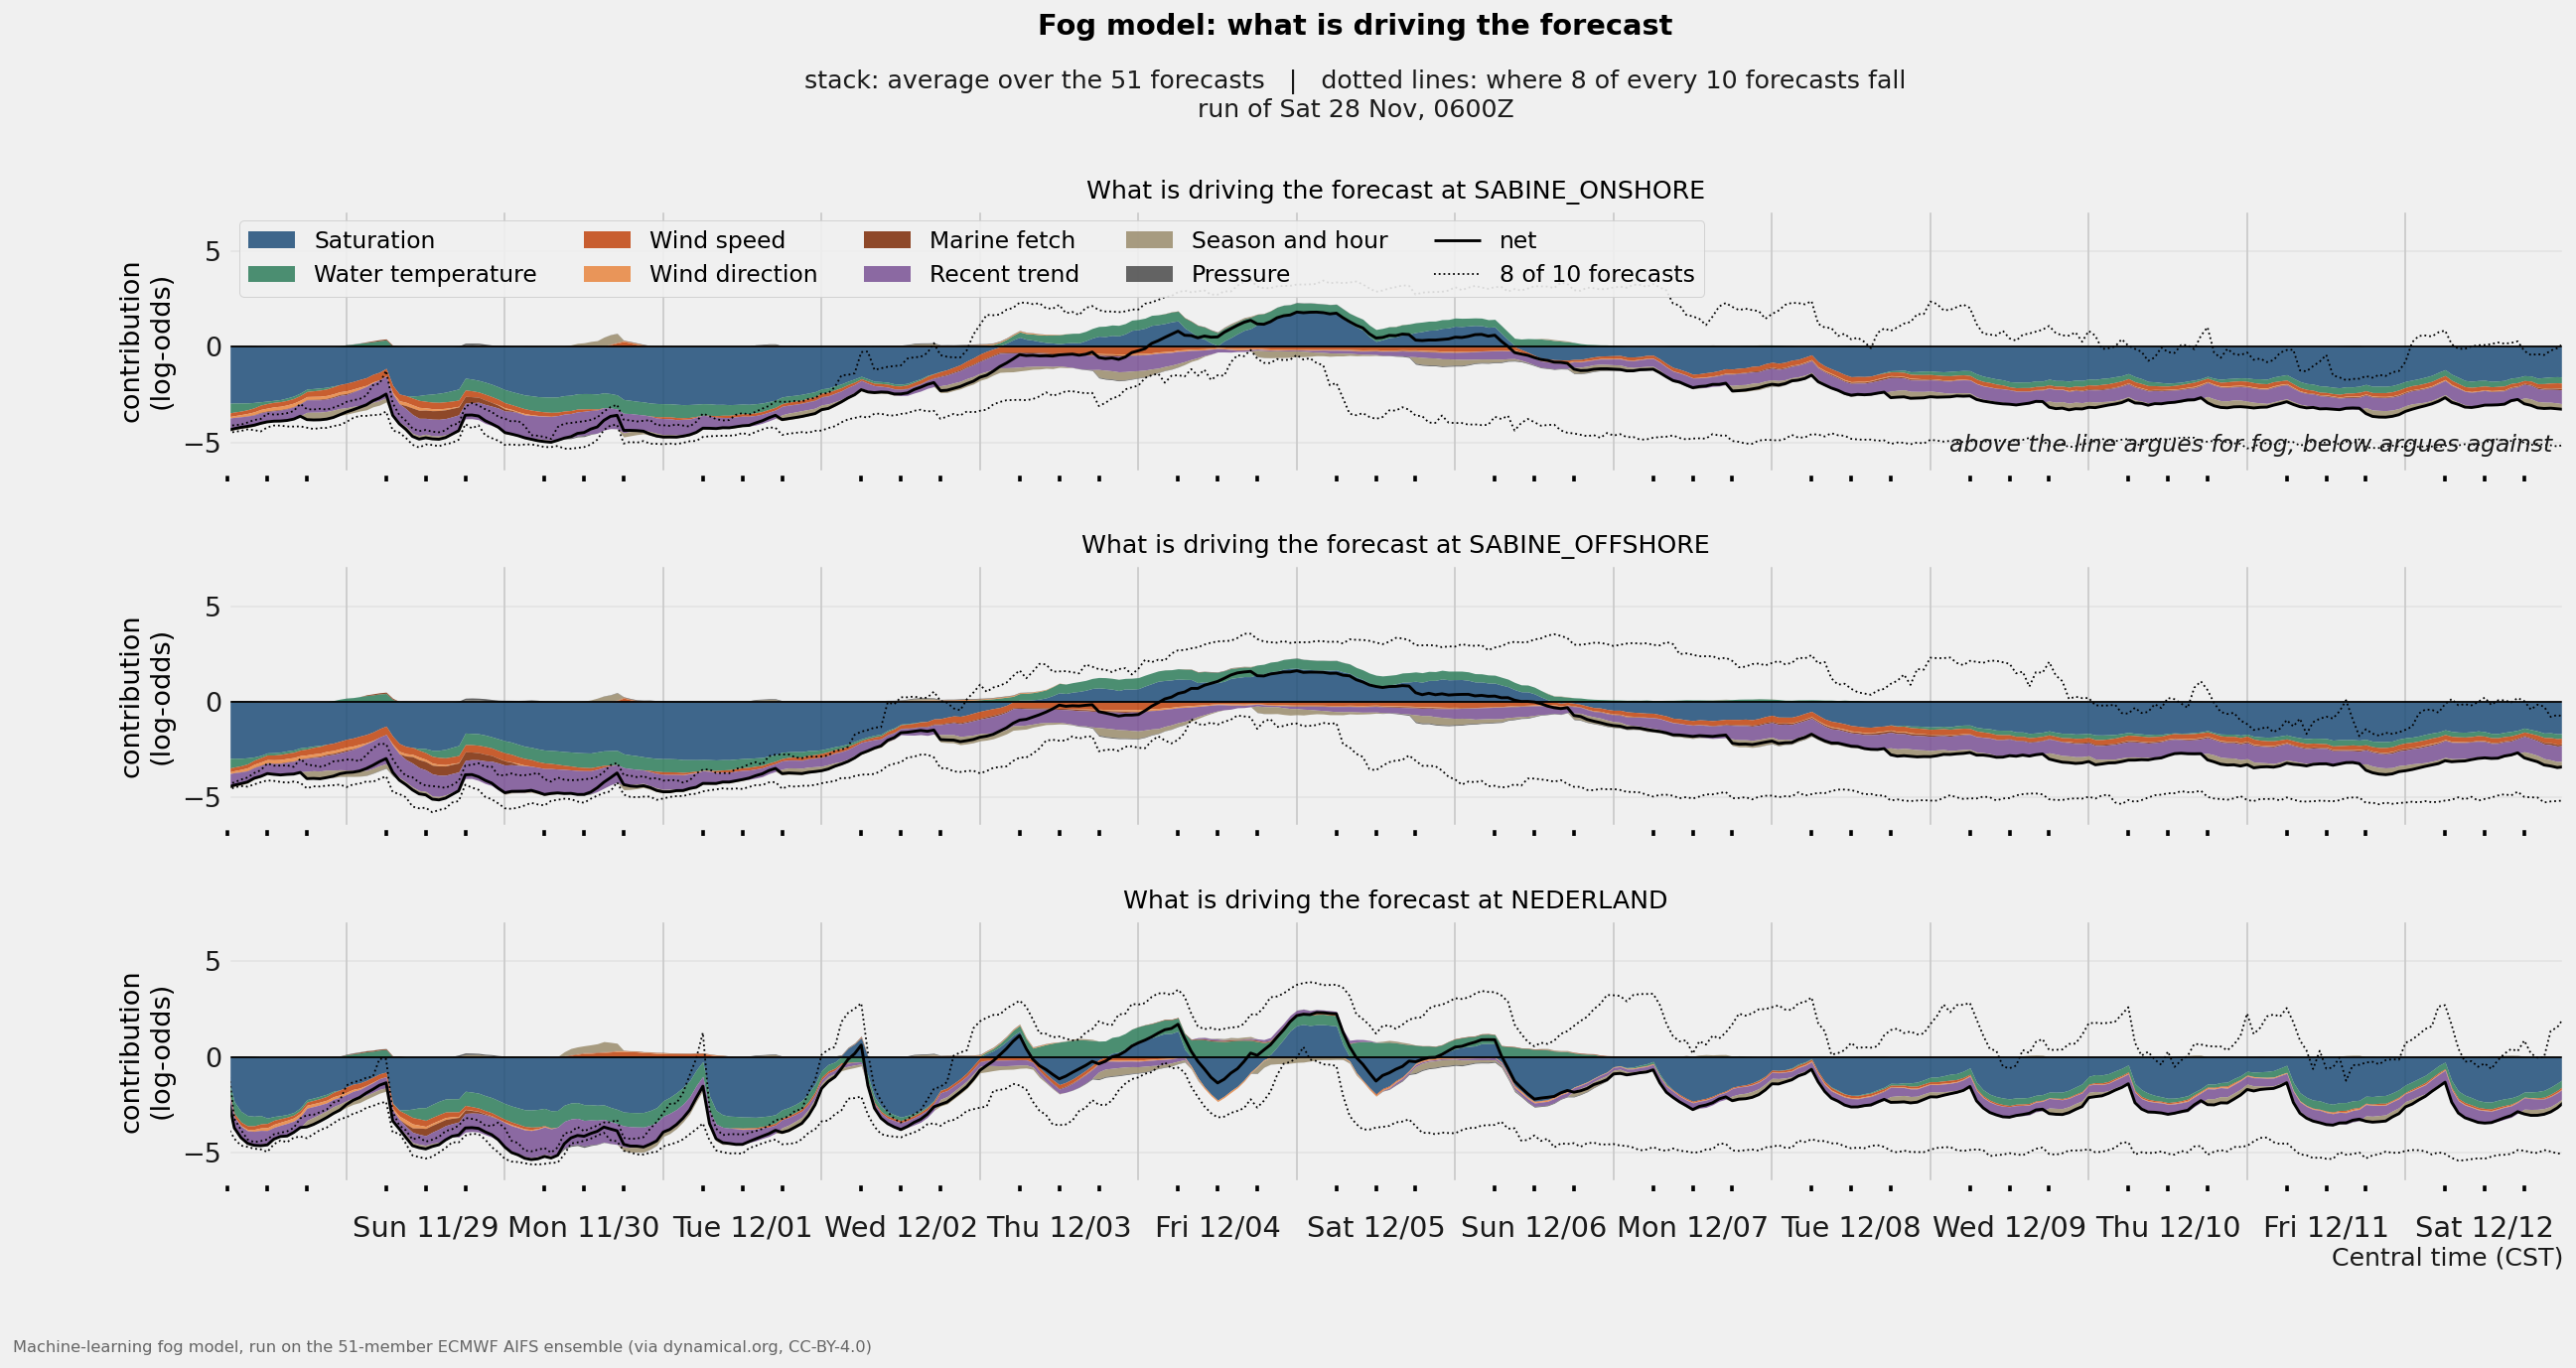 Fog model: what is driving the forecast
stack: average over the 51 forecasts | dotted lines: where 8 of every 10 forecasts fall
run of Sat 28 Nov, 0600Z
What is driving the forecast at SABINE_ONSHORE
contribution
(log-odds)
5
0
−5
Saturation
Water temperature
Wind speed
Wind direction
Marine fetch
Recent trend
Season and hour
Pressure
net
8 of 10 forecasts
above the line argues for fog, below argues against
What is driving the forecast at SABINE_OFFSHORE
contribution
(log-odds)
5
0
−5
What is driving the forecast at NEDERLAND
contribution
(log-odds)
5
0
−5
Sun 11/29 Mon 11/30 Tue 12/01 Wed 12/02 Thu 12/03 Fri 12/04 Sat 12/05 Sun 12/06 Mon 12/07 Tue 12/08 Wed 12/09 Thu 12/10 Fri 12/11 Sat 12/12
Central time (CST)
Machine-learning fog model, run on the 51-member ECMWF AIFS ensemble (via dynamical.org, CC-BY-4.0)